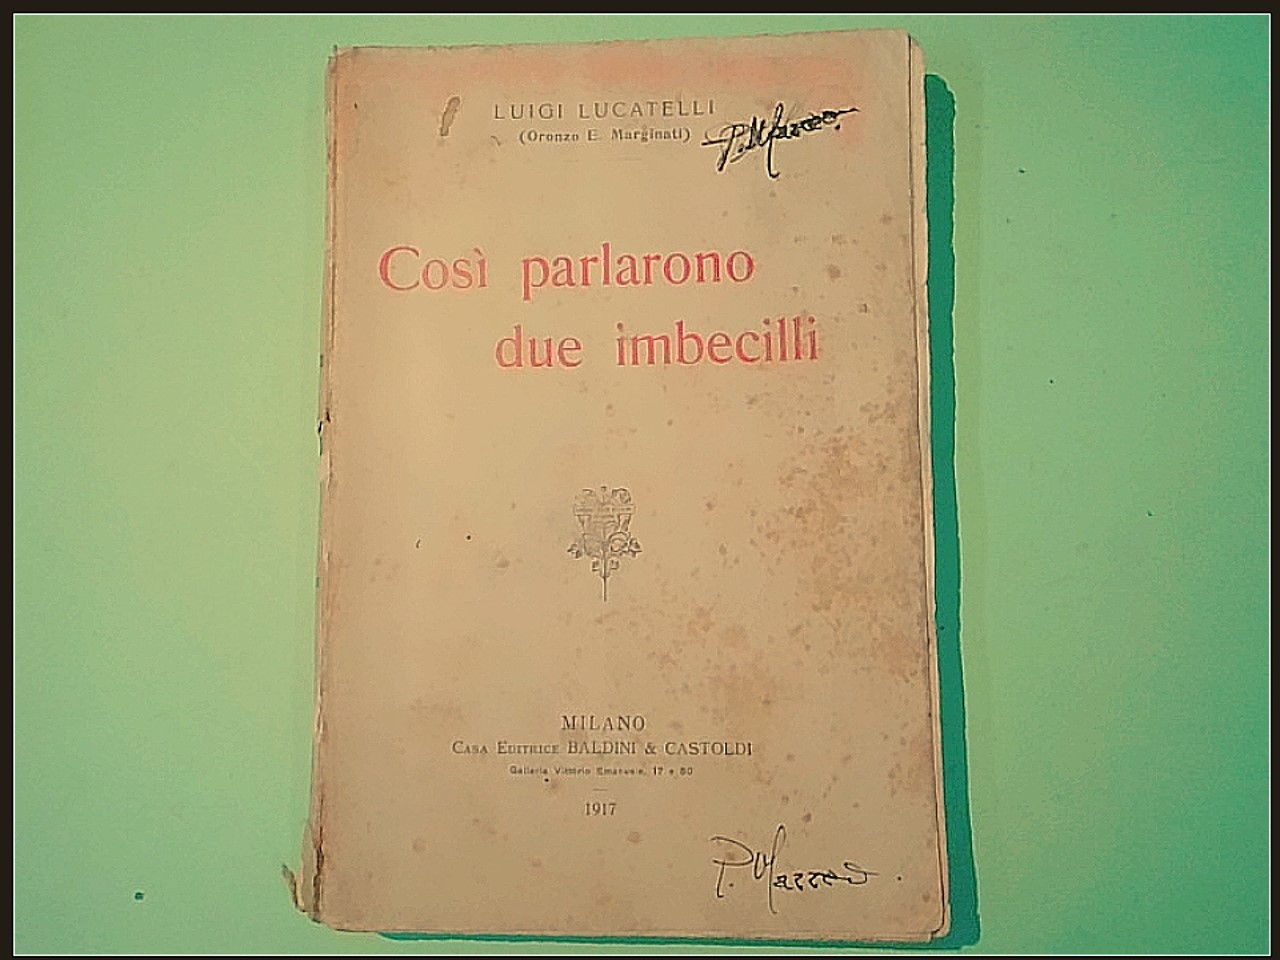 LUIGI LUCATELLI
(Oronzo E. Marginati)
Così parlarono
due imbecilli
MILANO
CASA EDITRICE BALDINI & CASTOLDI
Galleria Vittorio Emanuele, 17 e 80
1917